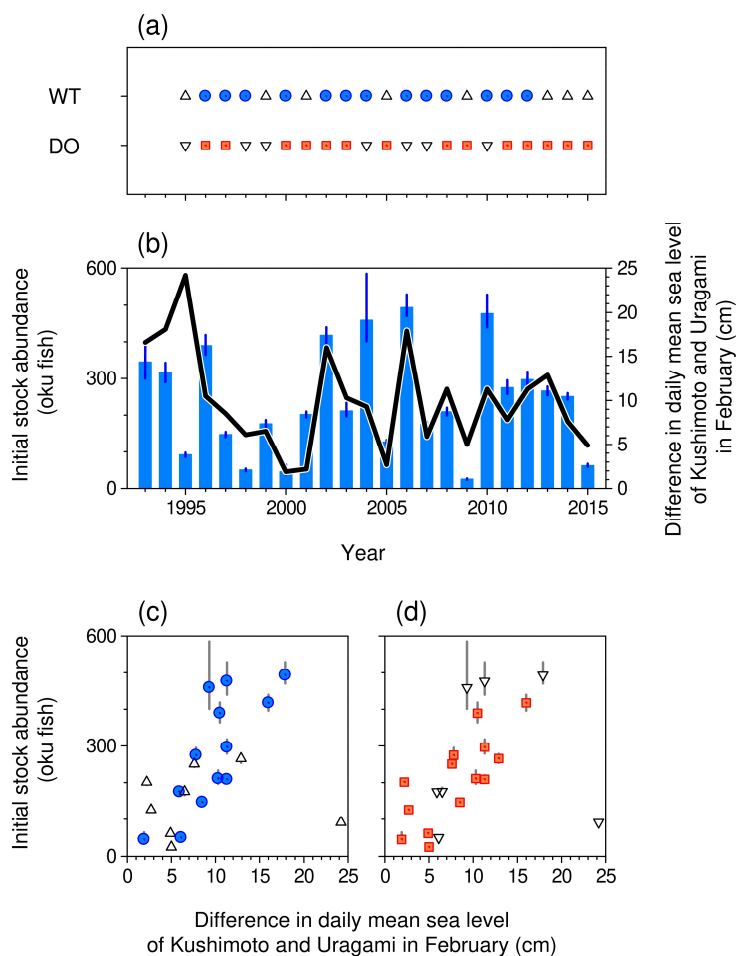 (a)
WT
DO
(b)
Initial stock abundance
(oku fish)
600
300
0
25
20
15
10
5
0
Difference in daily mean sea level
of Kushimoto and Uragami
in February (cm)
1995
2000
2005
2010
2015
Year
(c)
(d)
Initial stock abundance
(oku fish)
600
300
0
0
5
10
15
20
25
0
5
10
15
20
25
Difference in daily mean sea level
of Kushimoto and Uragami in February (cm)